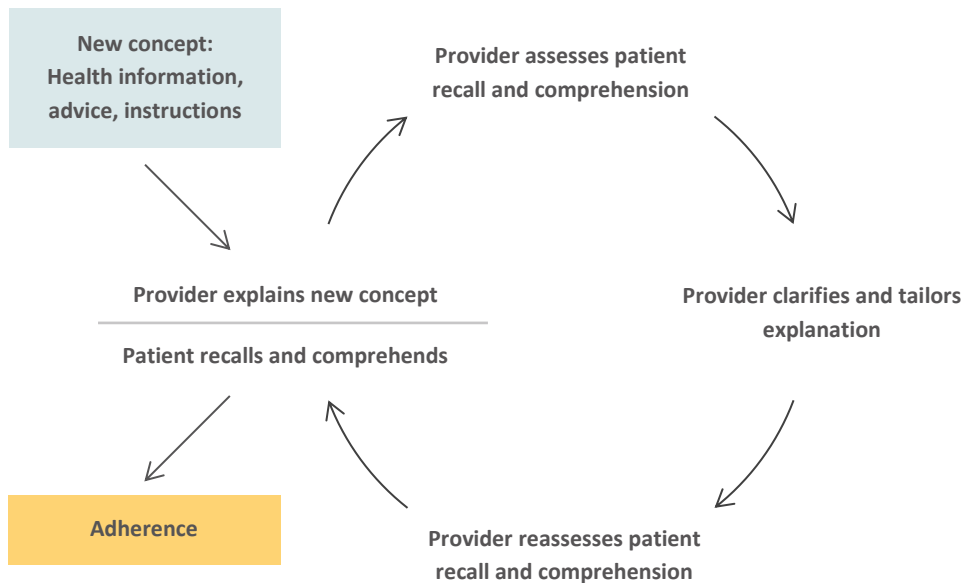 New concept:
Health information,
advice, instructions
Provider assesses patient
recall and comprehension
Provider explains new concept
Patient recalls and comprehends
Provider clarifies and tailors
explanation
Adherence
Provider reassesses patient
recall and comprehension